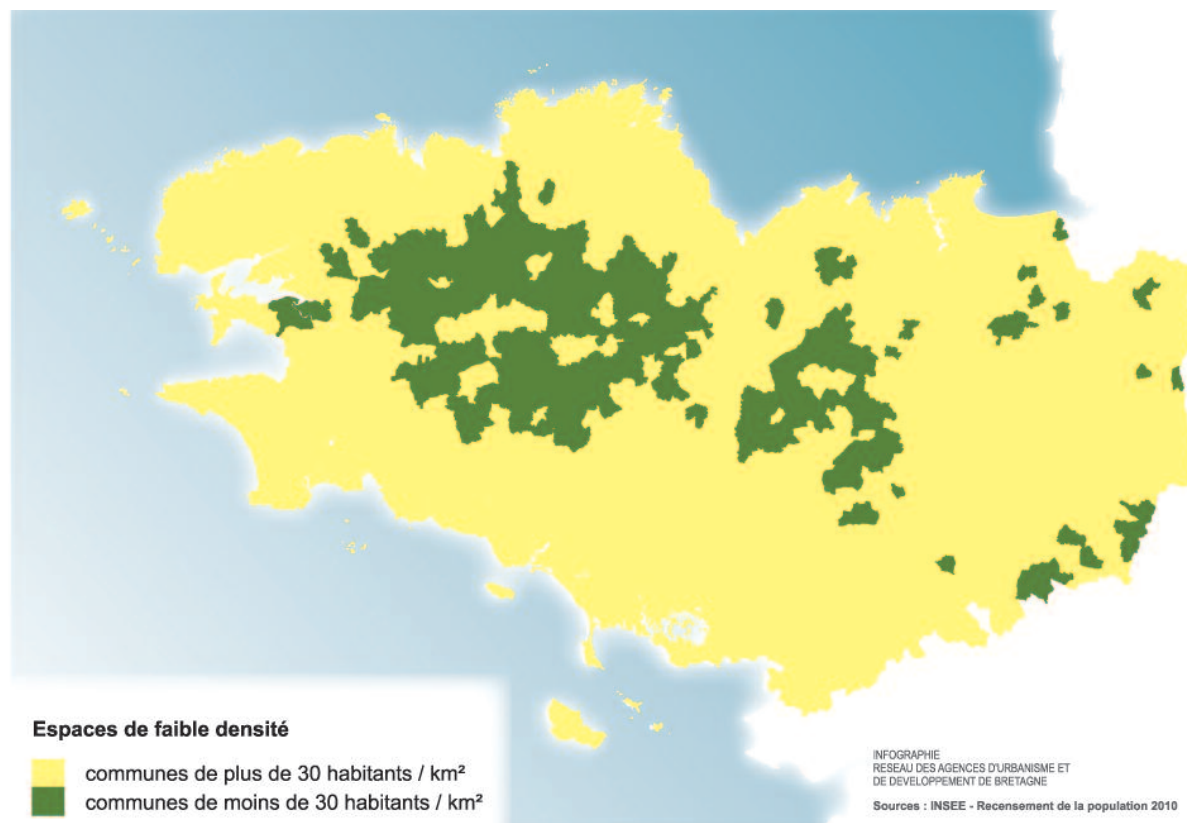 Espaces de faible densité
communes de plus de 30 habitants / km²
communes de moins de 30 habitants / km²
INFOGRAPHIE
RESEAU DES AGENCES D'URBANISME ET
DE DEVELOPPEMENT DE BRETAGNE
Sources : INSEE - Recensement de la population 2010